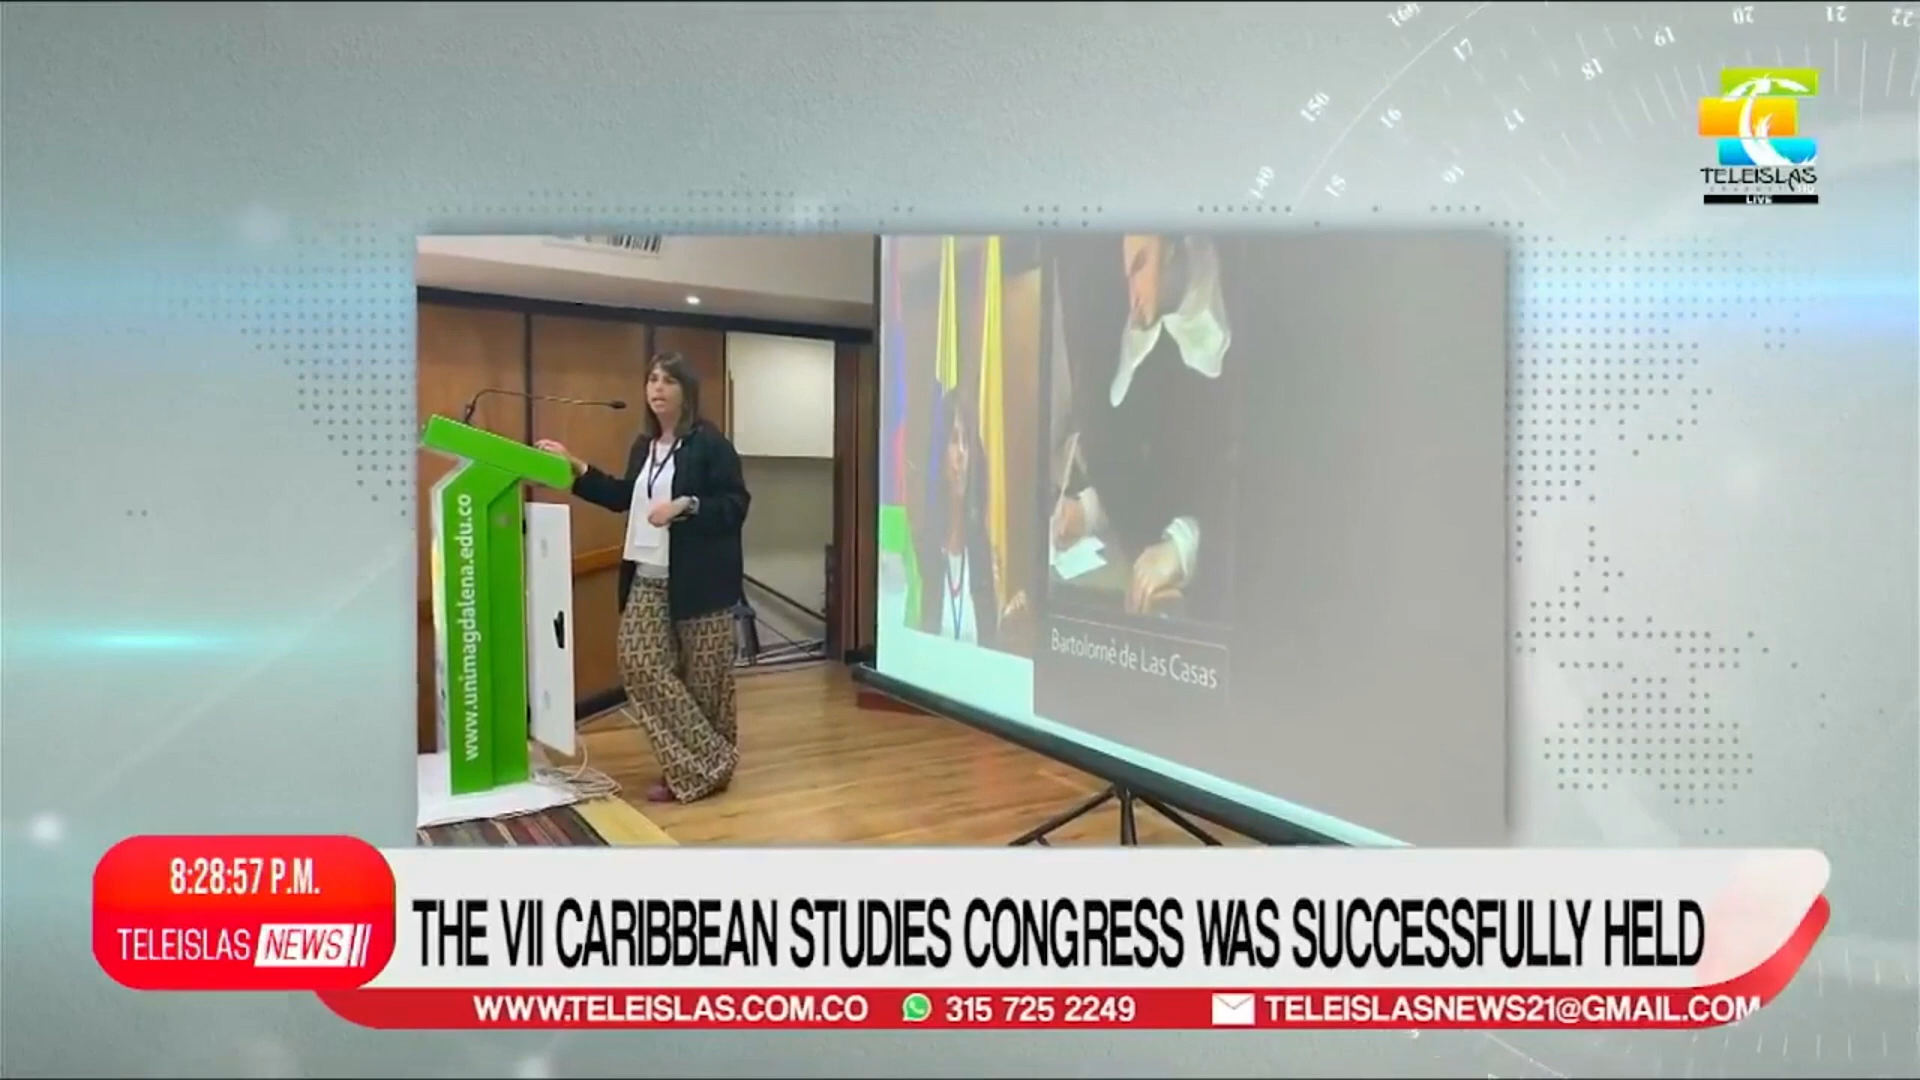 TELEISLAS
LIVE
www.unimagdalena.edu.co
Bartolomé de Las Casas
8:28:57 P.M.
TELEISLAS NEWS
THE VII CARIBBEAN STUDIES CONGRESS WAS SUCCESSFULLY HELD
WWW.TELEISLAS.COM.CO 315 725 2249 TELEISLASNEWS21@GMAIL.COM